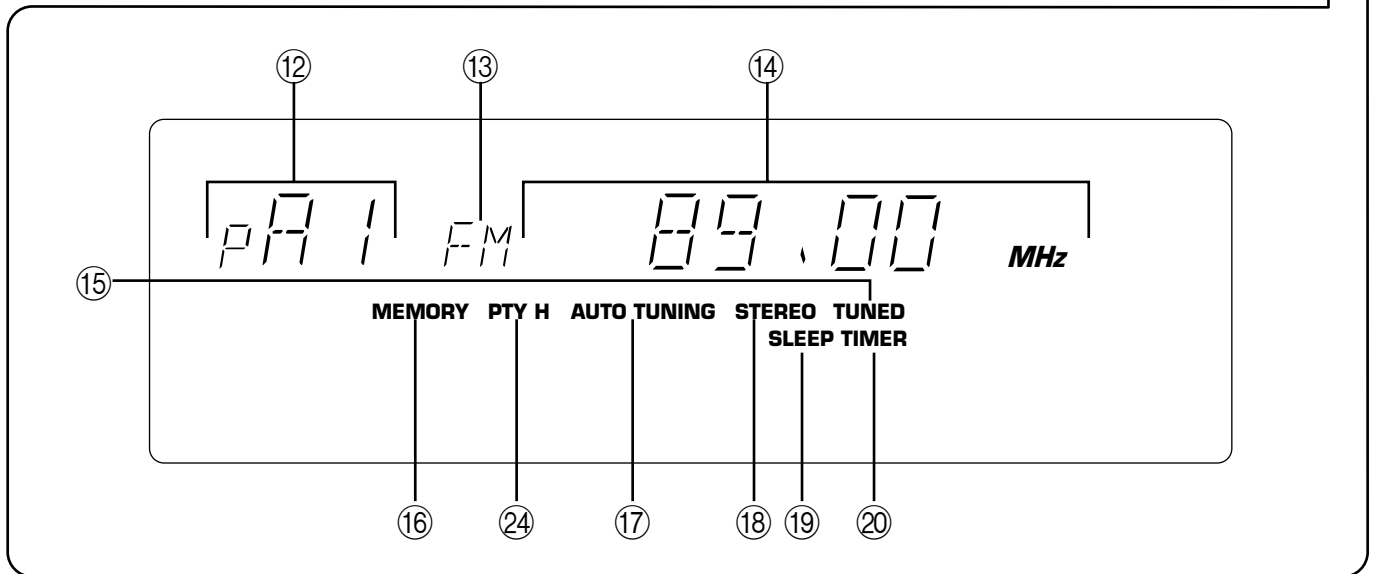 ⑫ ⑬ ⑭
pA1 FM 89.00 MHz
⑮
MEMORY PTY H AUTO TUNING STEREO TUNED
SLEEP TIMER
⑯ ㉔ ⑰ ⑱ ⑲ ⑳